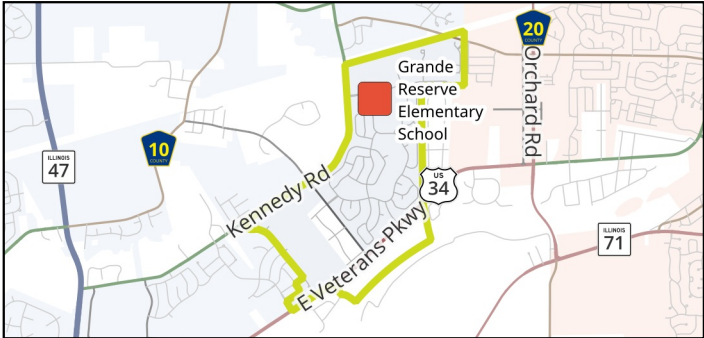 20
COUNTY
Orchard Rd
Grande
Reserve
Elementary
School
10
COUNTY
ILLINOIS
47
US
34
Kennedy Rd
E Veterans Pkwy
ILLINOIS
71